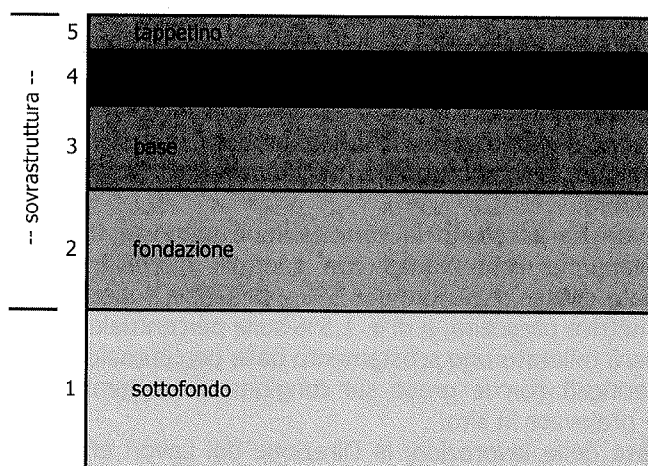 -- sovrastruttura --
5 tappetino
4
3 base
2 fondazione
1 sottofondo